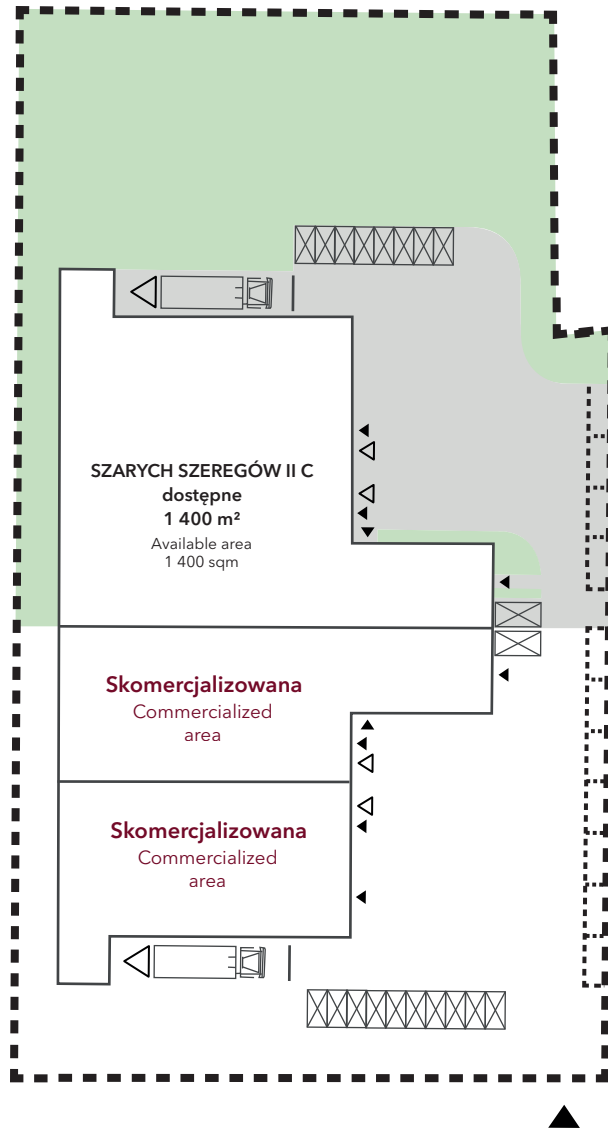 SZARYCH SZEREGÓW II C
dostępne
1 400 m²
Available area
1 400 sqm
Skomercjalizowana
Commercialized
area
Skomercjalizowana
Commercialized
area